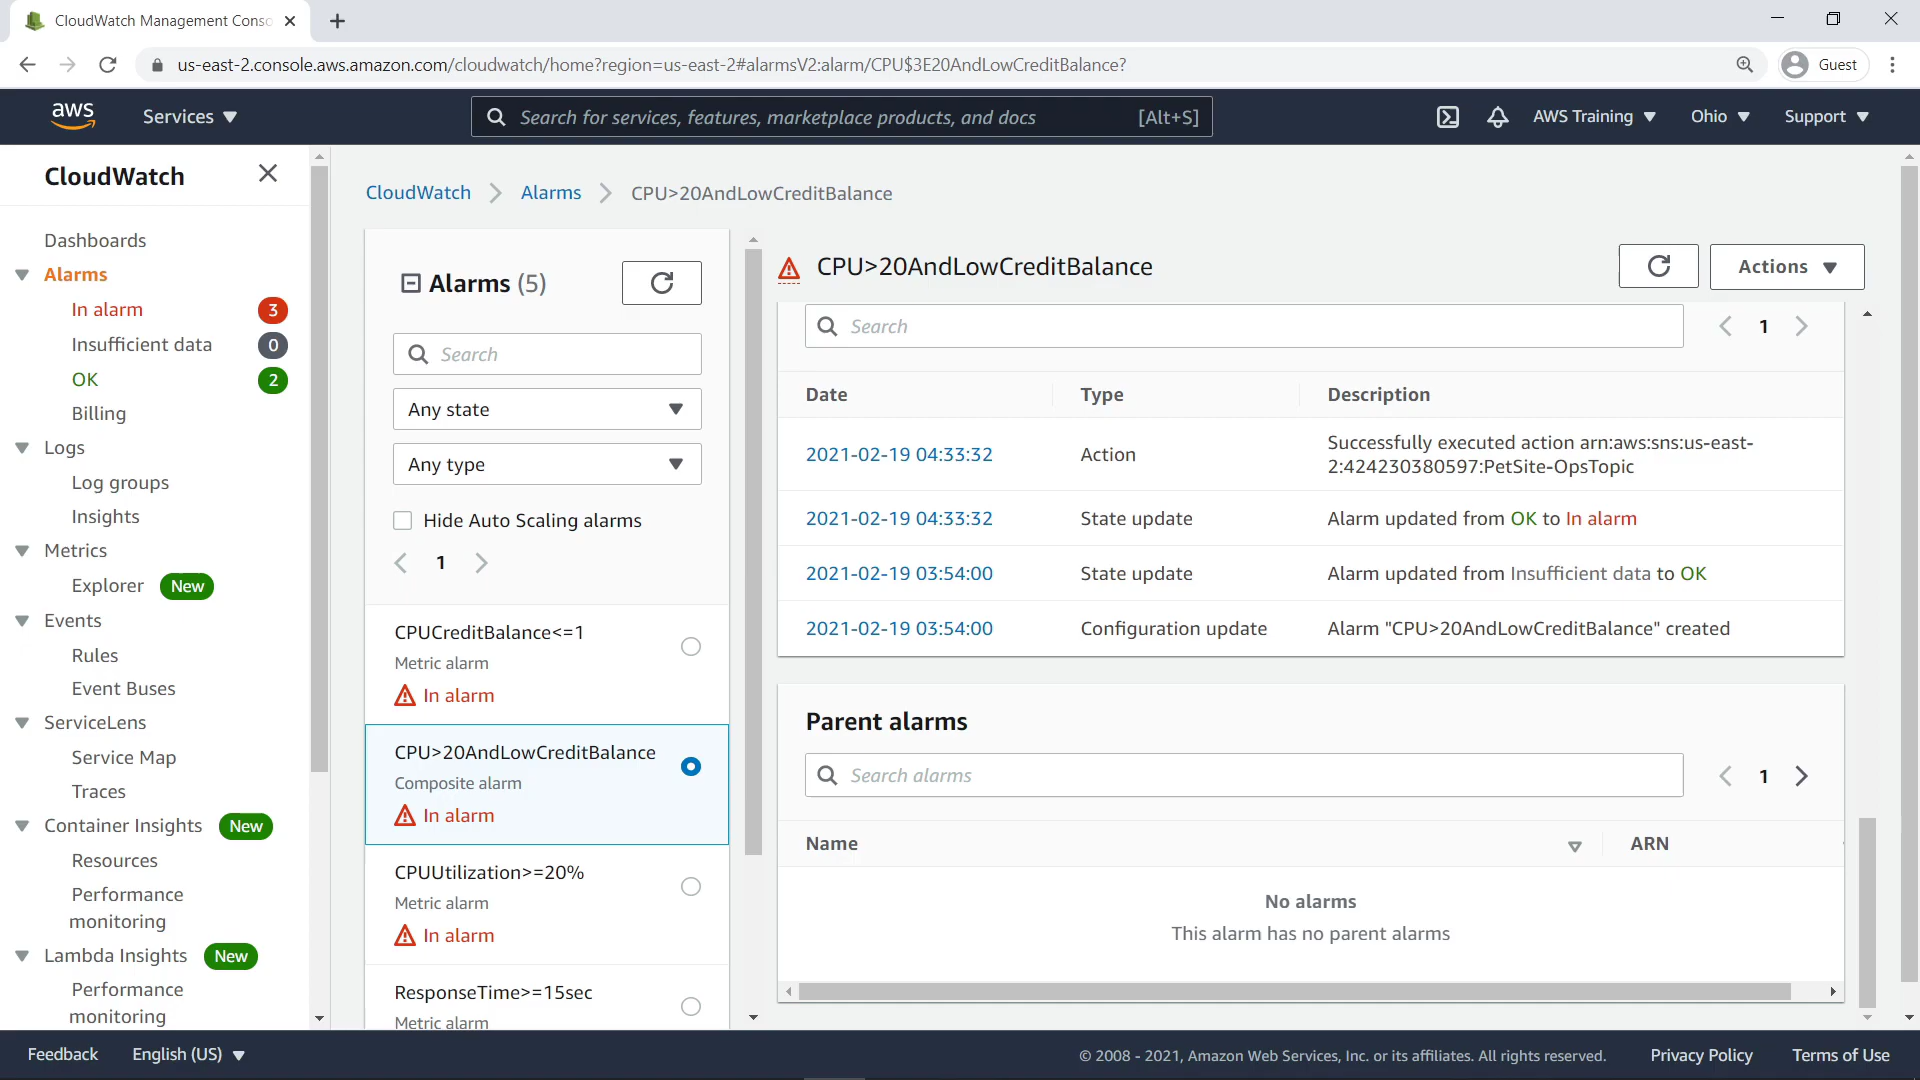 CloudWatch Management Conso
us-east-2.console.aws.amazon.com/cloudwatch/home?region=us-east-2#alarmsV2:alarm/CPU$3E20AndLowCreditBalance?
Guest
aws
Services
Search for services, features, marketplace products, and docs
[Alt+S]
AWS Training
Ohio
Support
CloudWatch
Dashboards
Alarms
In alarm 3
Insufficient data 0
OK 2
Billing
Logs
Log groups
Insights
Metrics
Explorer New
Events
Rules
Event Buses
ServiceLens
Service Map
Traces
Container Insights New
Resources
Performance
monitoring
Lambda Insights New
Performance
monitoring
CloudWatch Alarms CPU>20AndLowCreditBalance
Alarms (5)
Search
Any state
Any type
Hide Auto Scaling alarms
1
CPUCreditBalance<=1
Metric alarm
In alarm
CPU>20AndLowCreditBalance
Composite alarm
In alarm
CPUUtilization>=20%
Metric alarm
In alarm
ResponseTime>=15sec
Metric alarm
CPU>20AndLowCreditBalance
Actions
Search
1
Date Type Description
2021-02-19 04:33:32 Action Successfully executed action arn:aws:sns:us-east-
2:424230380597:PetSite-OpsTopic
2021-02-19 04:33:32 State update Alarm updated from OK to In alarm
2021-02-19 03:54:00 State update Alarm updated from Insufficient data to OK
2021-02-19 03:54:00 Configuration update Alarm "CPU>20AndLowCreditBalance" created
Parent alarms
Search alarms
1
Name ARN
No alarms
This alarm has no parent alarms
Feedback
English (US)
© 2008 - 2021, Amazon Web Services, Inc. or its affiliates. All rights reserved.
Privacy Policy
Terms of Use